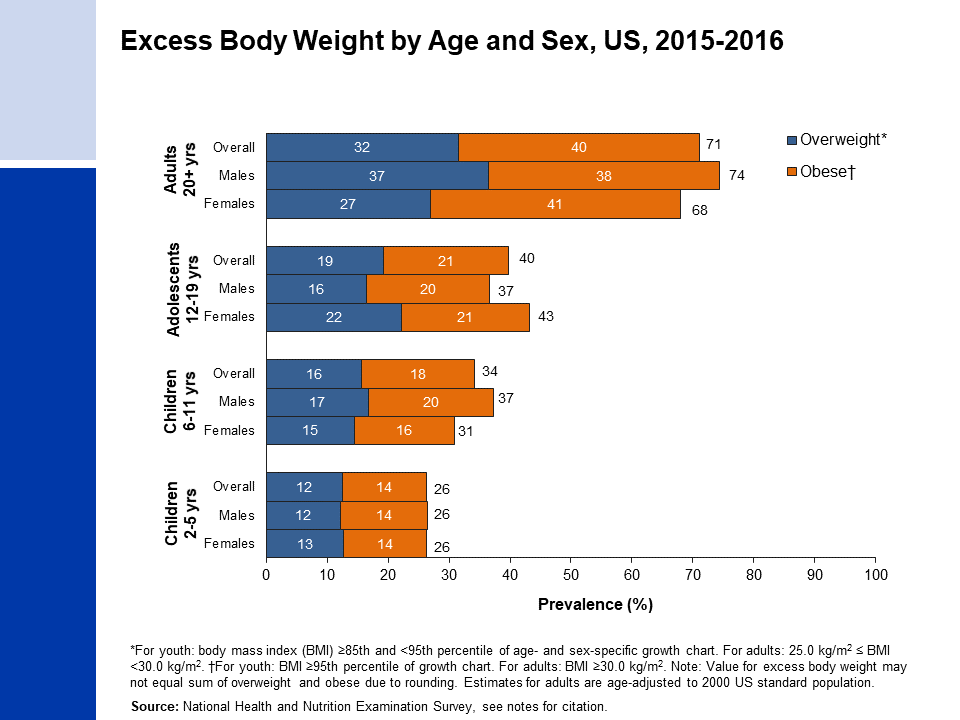 Excess Body Weight by Age and Sex, US, 2015-2016
Overweight*
Obese†
Adults
20+ yrs
Overall 32 40 71
Males 37 38 74
Females 27 41 68
Adolescents
12-19 yrs
Overall 19 21 40
Males 16 20 37
Females 22 21 43
Children
6-11 yrs
Overall 16 18 34
Males 17 20 37
Females 15 16 31
Children
2-5 yrs
Overall 12 14 26
Males 12 14 26
Females 13 14 26
0 10 20 30 40 50 60 70 80 90 100
Prevalence (%)
*For youth: body mass index (BMI) ≥85th and <95th percentile of age- and sex-specific growth chart. For adults: 25.0 kg/m² ≤ BMI
<30.0 kg/m². †For youth: BMI ≥95th percentile of growth chart. For adults: BMI ≥30.0 kg/m². Note: Value for excess body weight may
not equal sum of overweight and obese due to rounding. Estimates for adults are age-adjusted to 2000 US standard population.
Source: National Health and Nutrition Examination Survey, see notes for citation.